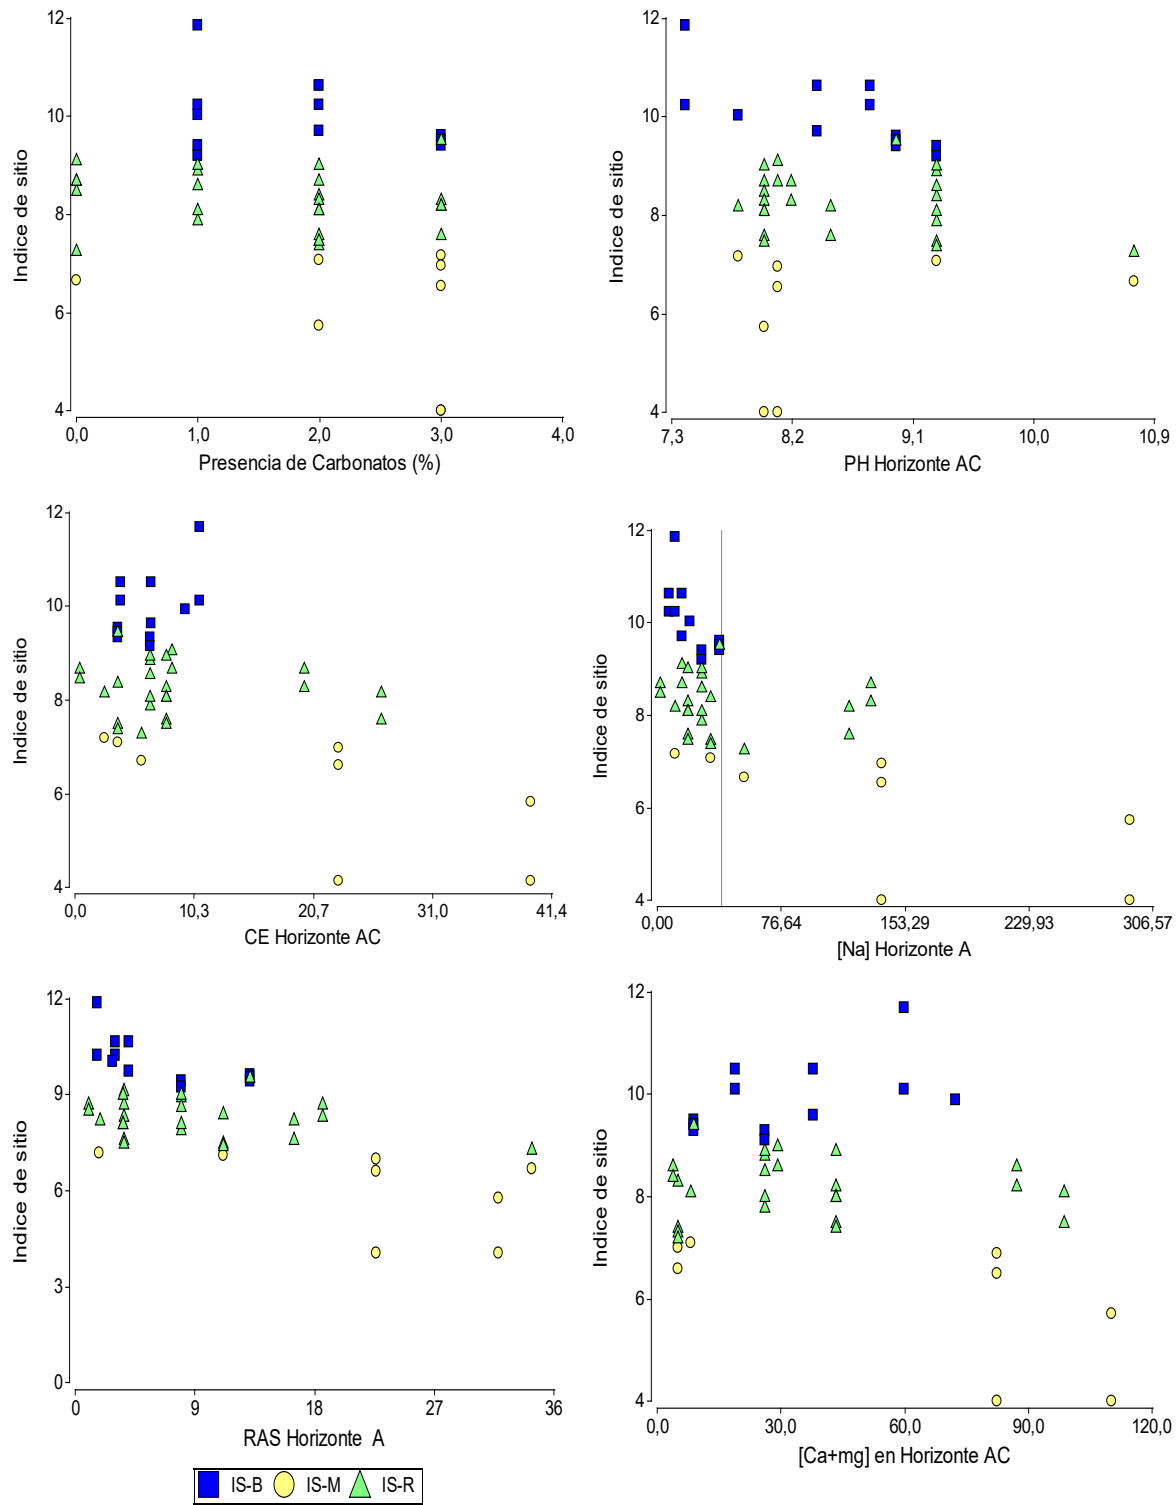 12
10
8
6
4
Indice de sitio
0,0 1,0 2,0 3,0 4,0
Presencia de Carbonatos (%)
12
10
8
6
4
Indice de sitio
7,3 8,2 9,1 10,0 10,9
PH Horizonte AC
12
10
8
6
4
Indice de sitio
0,0 10,3 20,7 31,0 41,4
CE Horizonte AC
12
10
8
6
4
Indice de sitio
0,00 76,64 153,29 229,93 306,57
[Na] Horizonte A
12
9
6
3
0
Indice de sitio
0 9 18 27 36
RAS Horizonte A
12
10
8
6
4
Indice de sitio
0,0 30,0 60,0 90,0 120,0
[Ca+mg] en Horizonte AC
IS-B IS-M IS-R